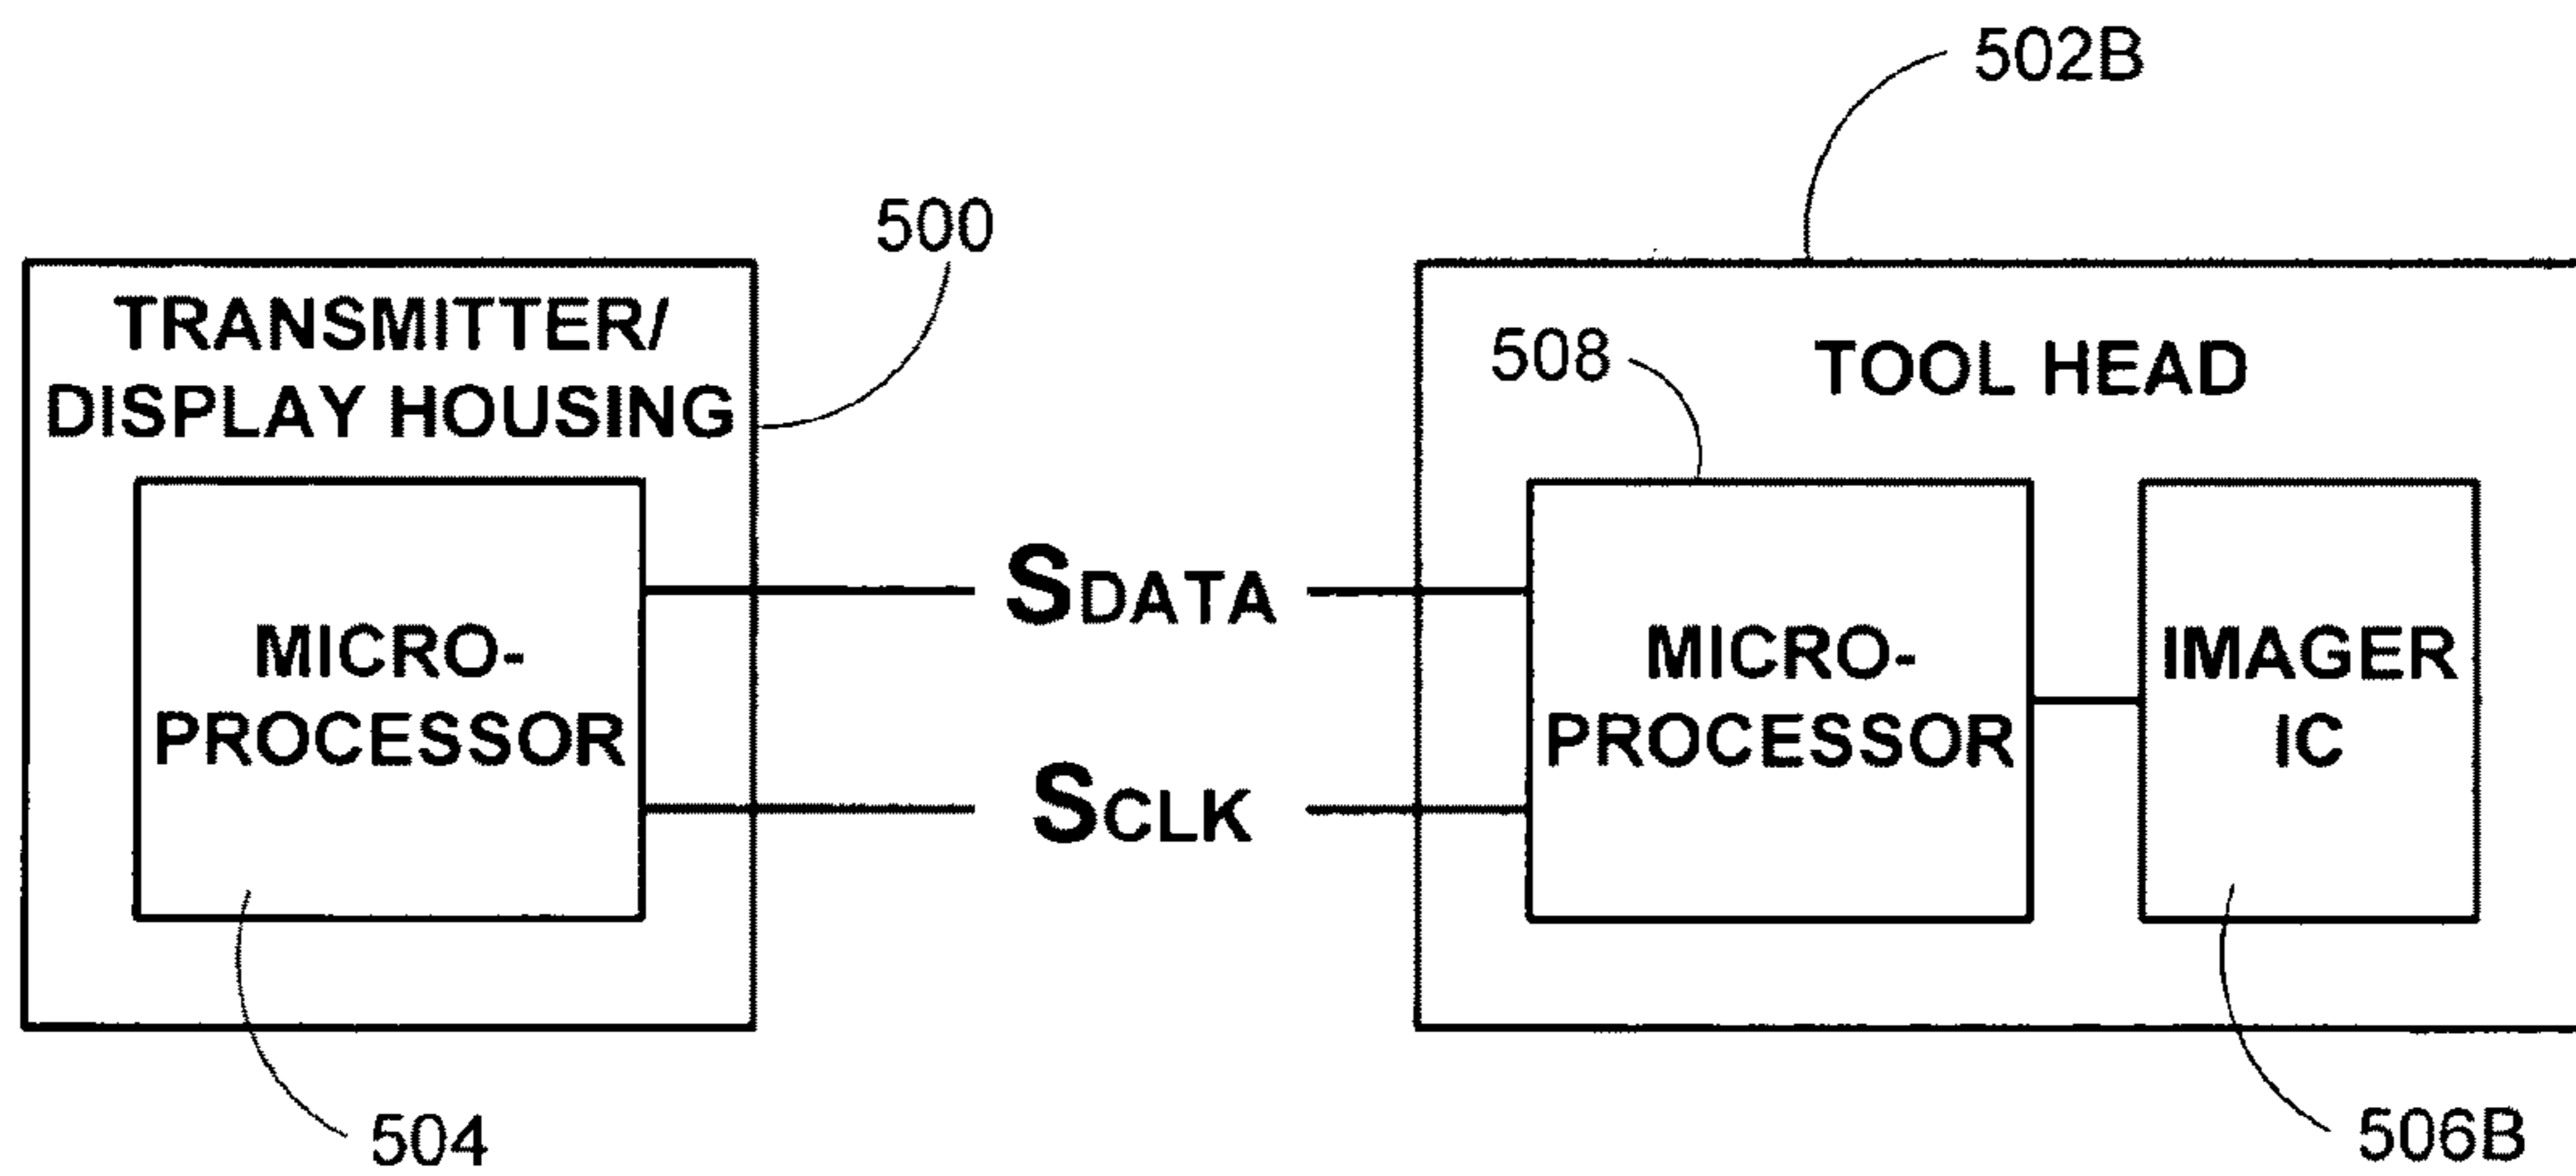 502B
500
TRANSMITTER/
DISPLAY HOUSING
508
TOOL HEAD
MICRO-
PROCESSOR
SDATA
SCLK
MICRO-
PROCESSOR
IMAGER
IC
504
506B